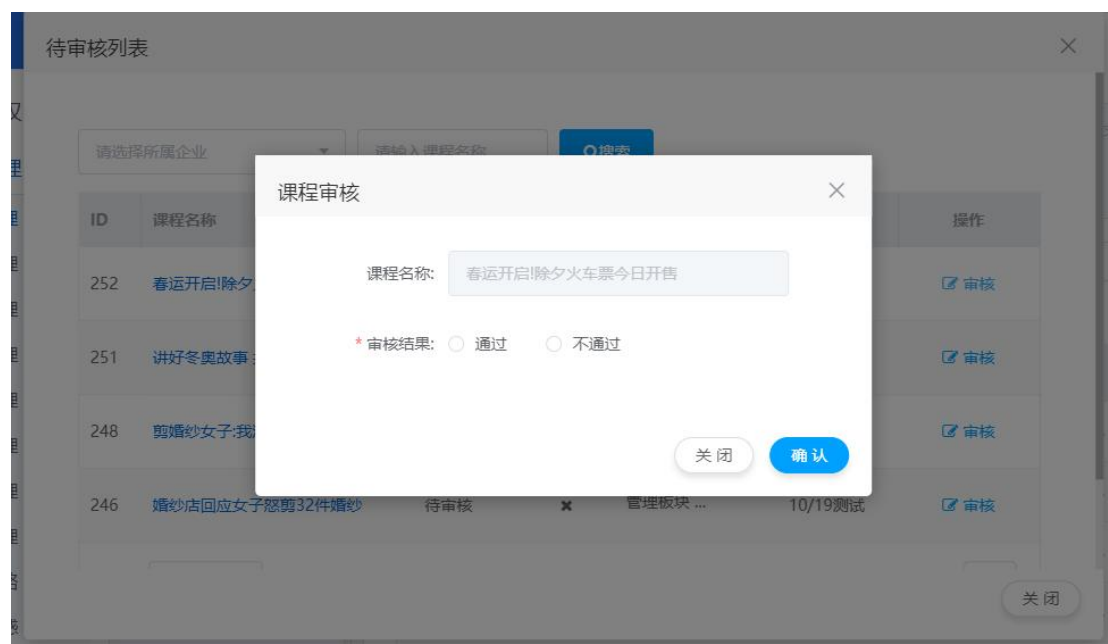 待审核列表
请选择所属企业
请输入课程名称
搜索
课程审核
ID
课程名称
操作
课程名称:
春运开启!除夕火车票今日开售
252
春运开启!除夕
审核
* 审核结果:
通过
不通过
251
讲好冬奥故事
审核
248
剪婚纱女子:我
审核
关闭
确认
246
婚纱店回应女子怒剪32件婚纱
待审核
管理板块 ...
10/19测试
审核
关闭